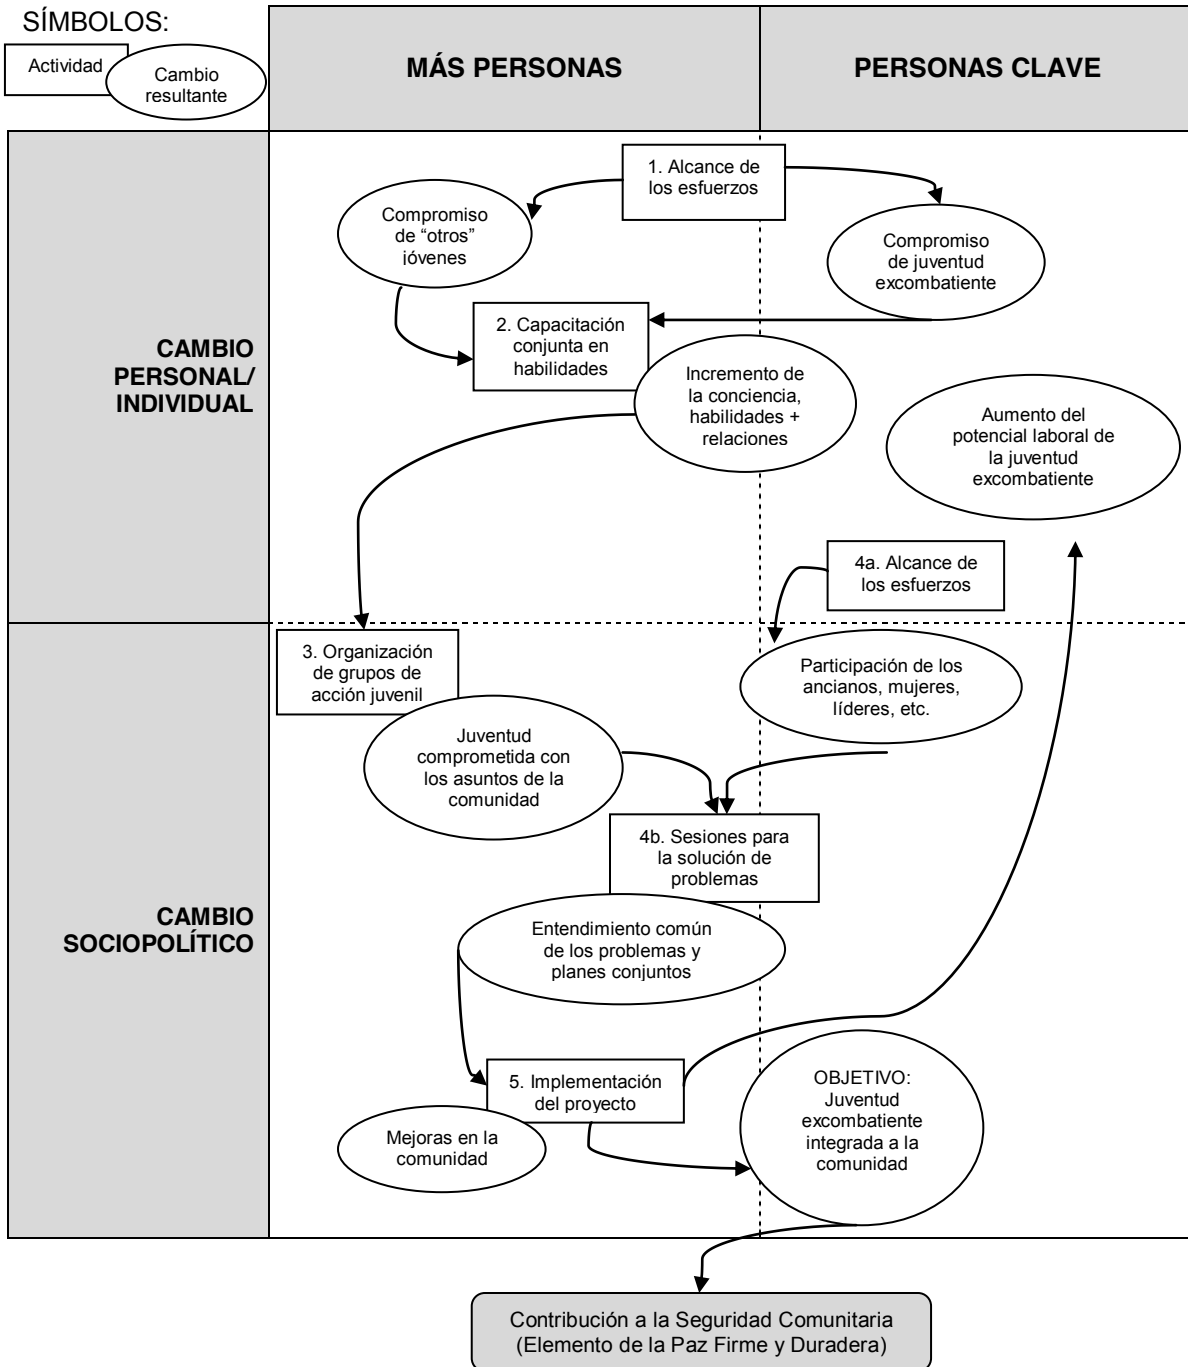 SÍMBOLOS:
Actividad
Cambio
resultante
MÁS PERSONAS
PERSONAS CLAVE
CAMBIO
PERSONAL/
INDIVIDUAL
1. Alcance de
los esfuerzos
Compromiso
de “otros”
jóvenes
Compromiso
de juventud
excombatiente
2. Capacitación
conjunta en
habilidades
Incremento de
la conciencia,
habilidades +
relaciones
Aumento del
potencial laboral de
la juventud
excombatiente
4a. Alcance de
los esfuerzos
CAMBIO
SOCIOPOLÍTICO
3. Organización
de grupos de
acción juvenil
Participación de los
ancianos, mujeres,
líderes, etc.
Juventud
comprometida con
los asuntos de la
comunidad
4b. Sesiones para
la solución de
problemas
Entendimiento común
de los problemas y
planes conjuntos
5. Implementación
del proyecto
Mejoras en la
comunidad
OBJETIVO:
Juventud
excombatiente
integrada a la
comunidad
Contribución a la Seguridad Comunitaria
(Elemento de la Paz Firme y Duradera)